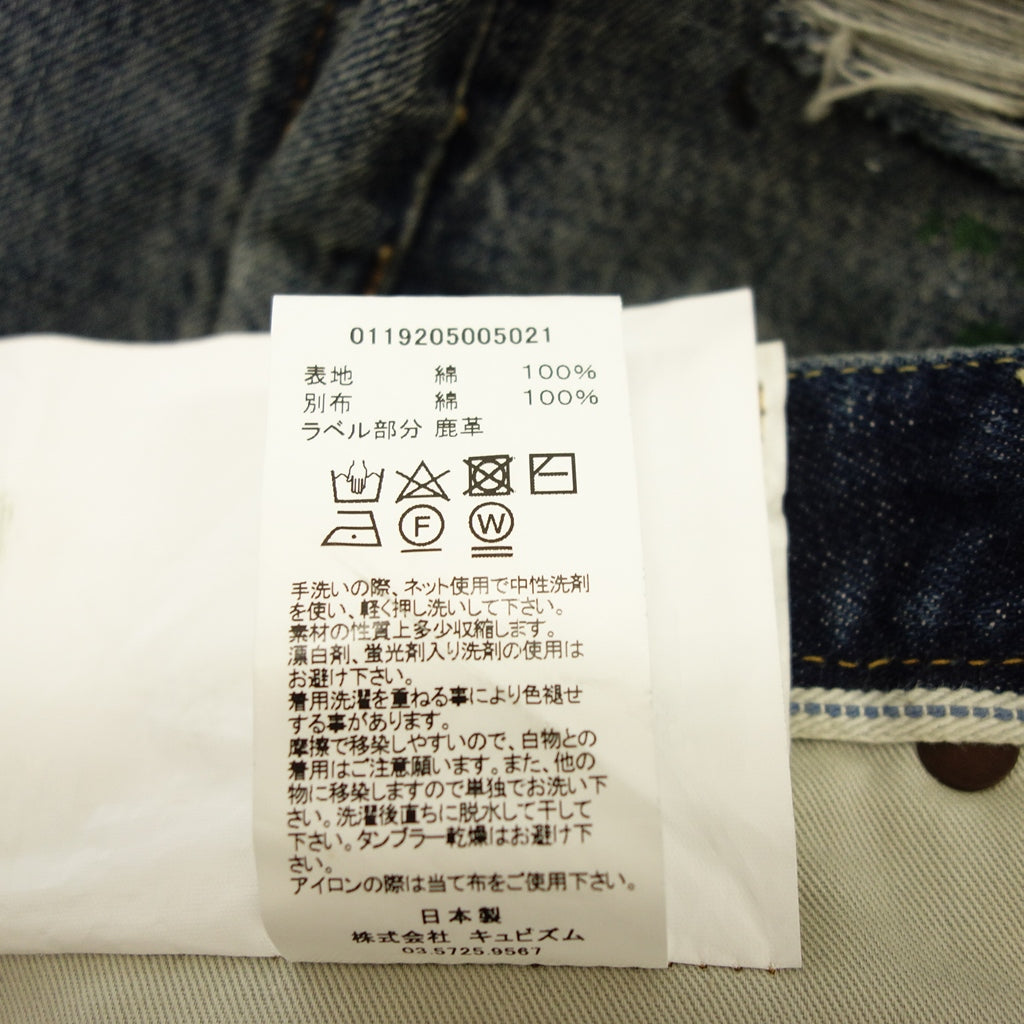 0119205005021
表地 綿 100%
別布 綿 100%
ラベル部分 鹿革
F W
手洗いの際、ネット使用で中性洗剤
を使い、軽く押し洗いして下さい。
素材の性質上多少収縮します。
漂白剤、蛍光剤入り洗剤の使用は
お避け下さい。
着用洗濯を重ねる事により色褪せ
する事があります。
摩擦で移染しやすいので、白物との
着用はご注意願います。また、他の
物に移染しますので単独でお洗い下
さい。洗濯後直ちに脱水して干して
下さい。タンブラー乾燥はお避け下
さい。
アイロンの際は当て布をご使用下さい。
日本製
株式会社 キュビズム
03.5725.9567